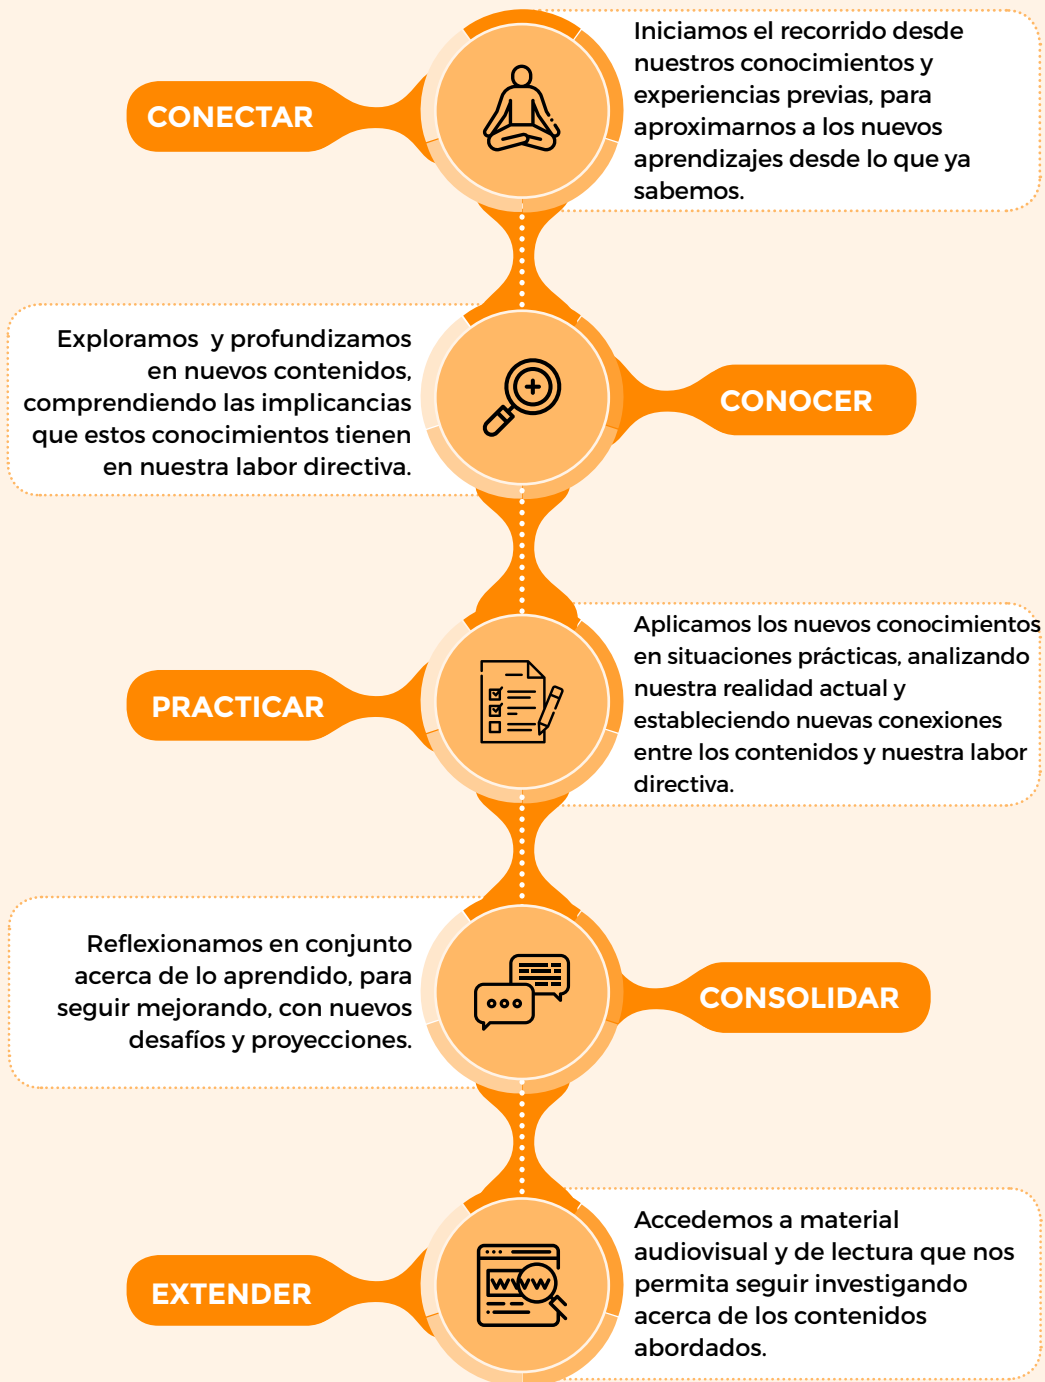 CONECTAR
Iniciamos el recorrido desde
nuestros conocimientos y
experiencias previas, para
aproximarnos a los nuevos
aprendizajes desde lo que ya
sabemos.
Exploramos y profundizamos
en nuevos contenidos,
comprendiendo las implicancias
que estos conocimientos tienen
en nuestra labor directiva.
CONOCER
PRACTICAR
Aplicamos los nuevos conocimientos
en situaciones prácticas, analizando
nuestra realidad actual y
estableciendo nuevas conexiones
entre los contenidos y nuestra labor
directiva.
Reflexionamos en conjunto
acerca de lo aprendido, para
seguir mejorando, con nuevos
desafíos y proyecciones.
CONSOLIDAR
EXTENDER
www
Accedemos a material
audiovisual y de lectura que nos
permita seguir investigando
acerca de los contenidos
abordados.